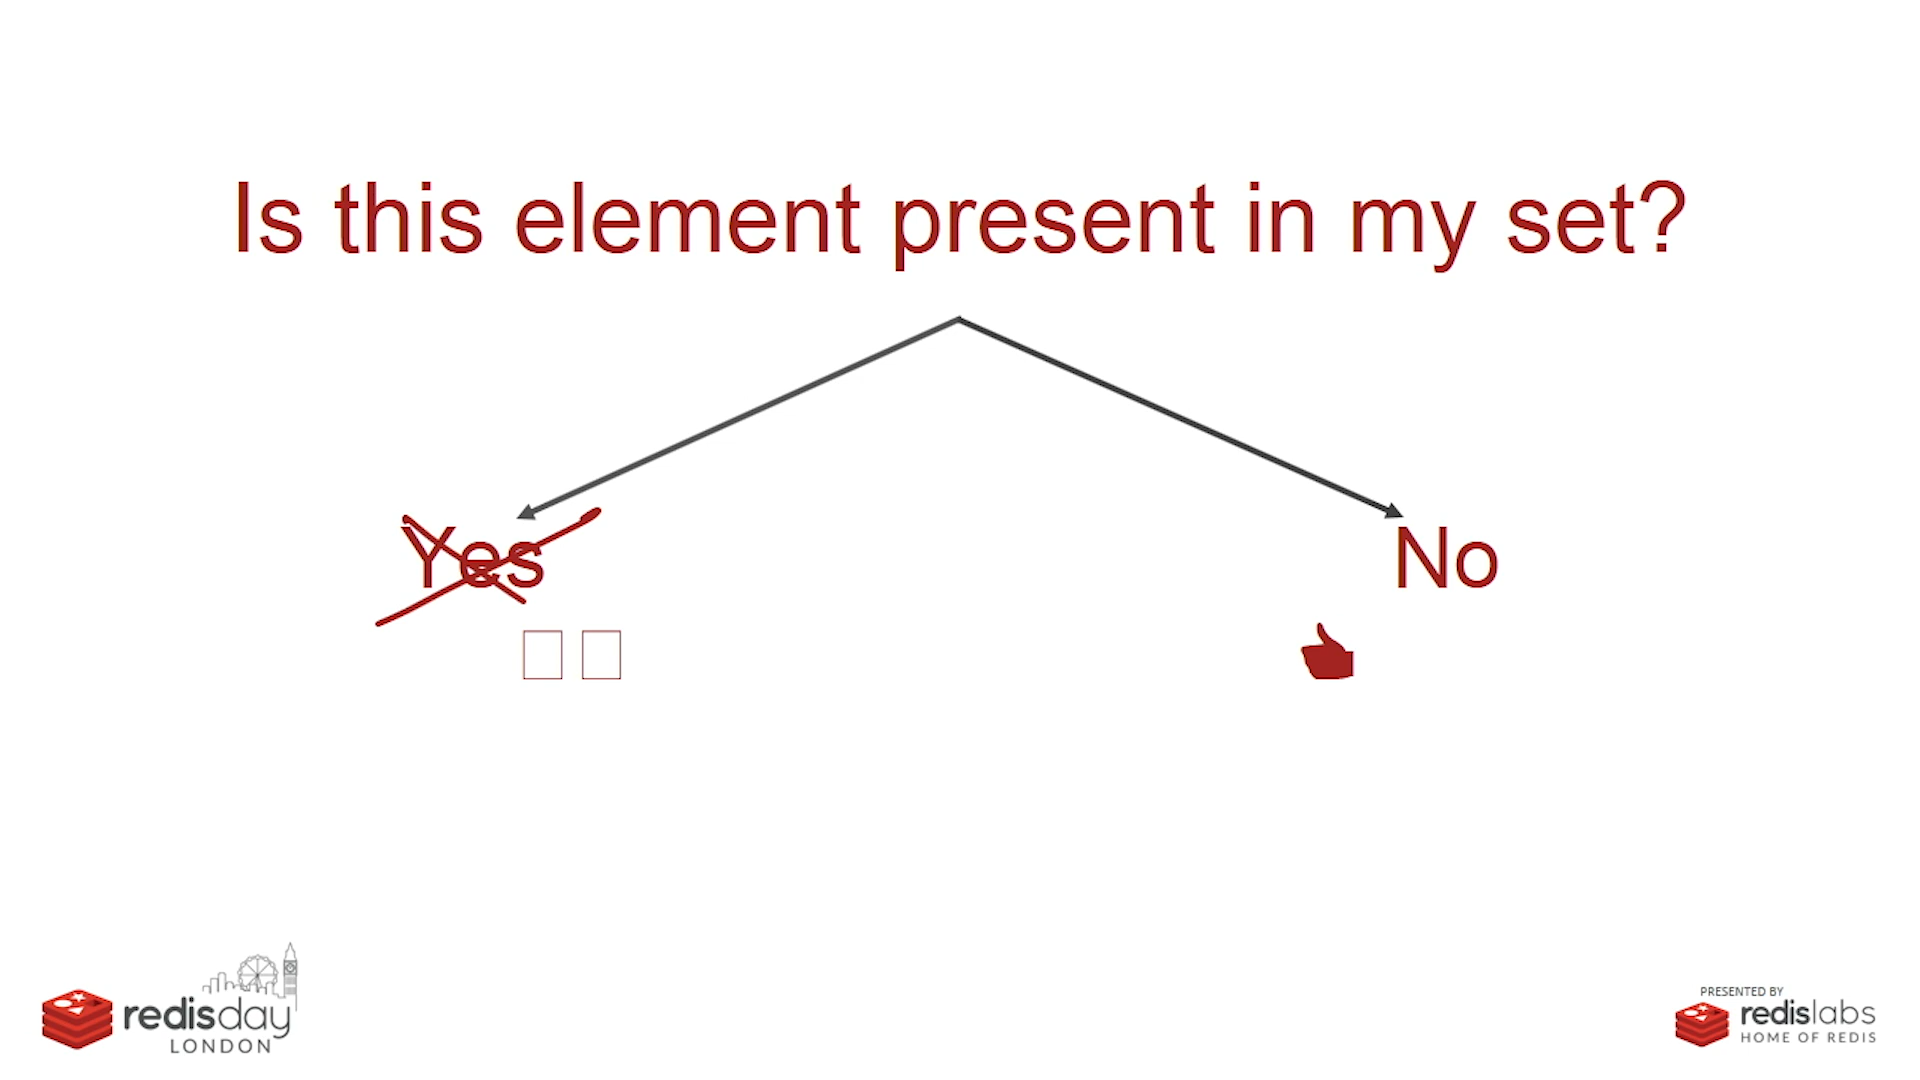 Is this element present in my set?
Yes
No
redisday
LONDON
PRESENTED BY
redislabs
HOME OF REDIS